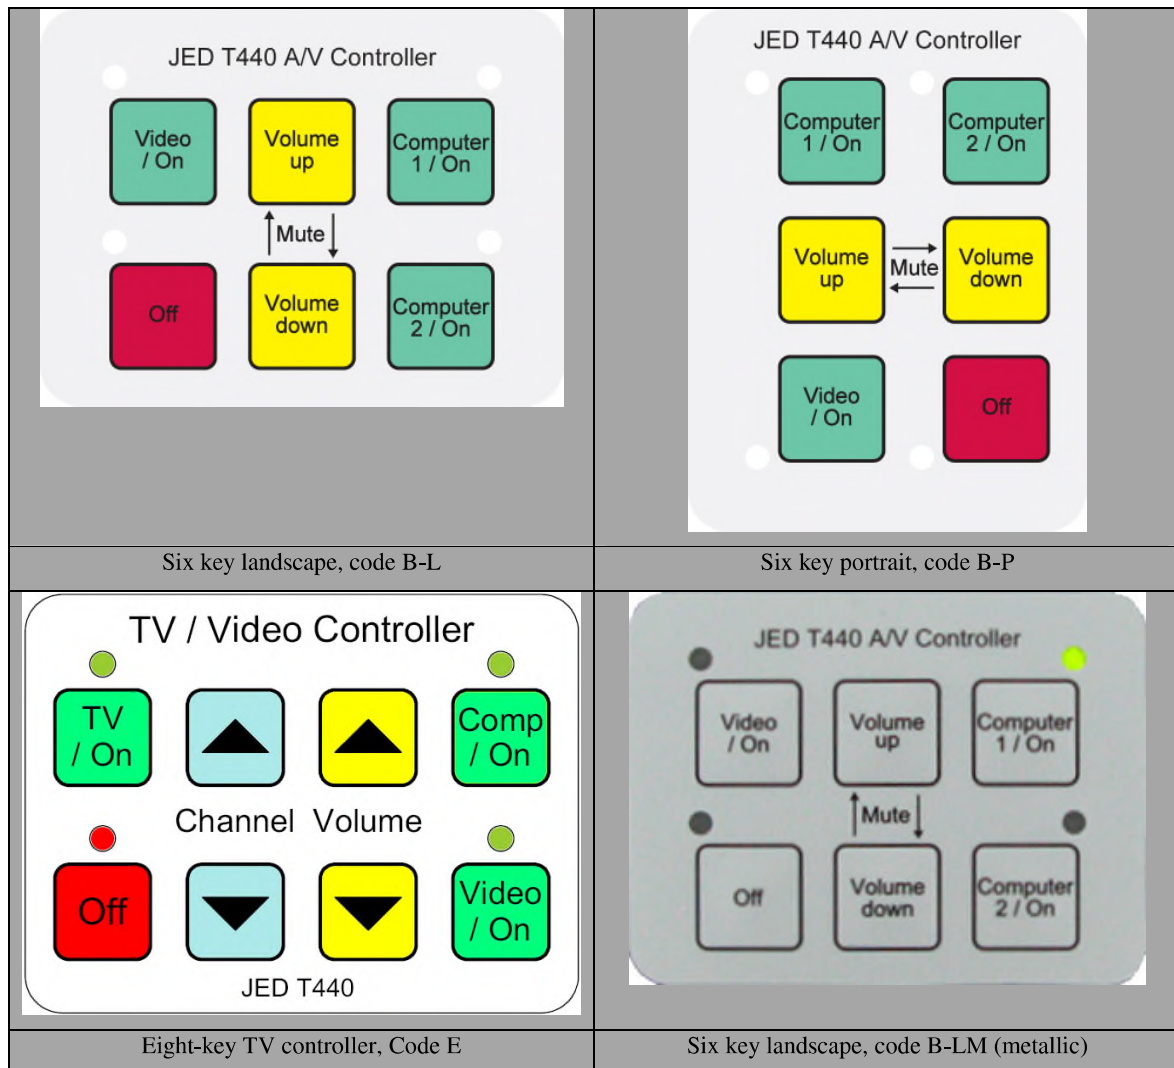 JED T440 A/V Controller
Video
/ On
Volume
up
Computer
1 / On
Mute
Off
Volume
down
Computer
2 / On
Six key landscape, code B-L
JED T440 A/V Controller
Computer
1 / On
Computer
2 / On
Volume
up
Mute
Volume
down
Video
/ On
Off
Six key portrait, code B-P
TV / Video Controller
TV
/ On
Comp
/ On
Channel Volume
Off
Video
/ On
JED T440
Eight-key TV controller, Code E
JED T440 A/V Controller
Video
/ On
Volume
up
Computer
1 / On
Mute
Off
Volume
down
Computer
2 / On
Six key landscape, code B-LM (metallic)